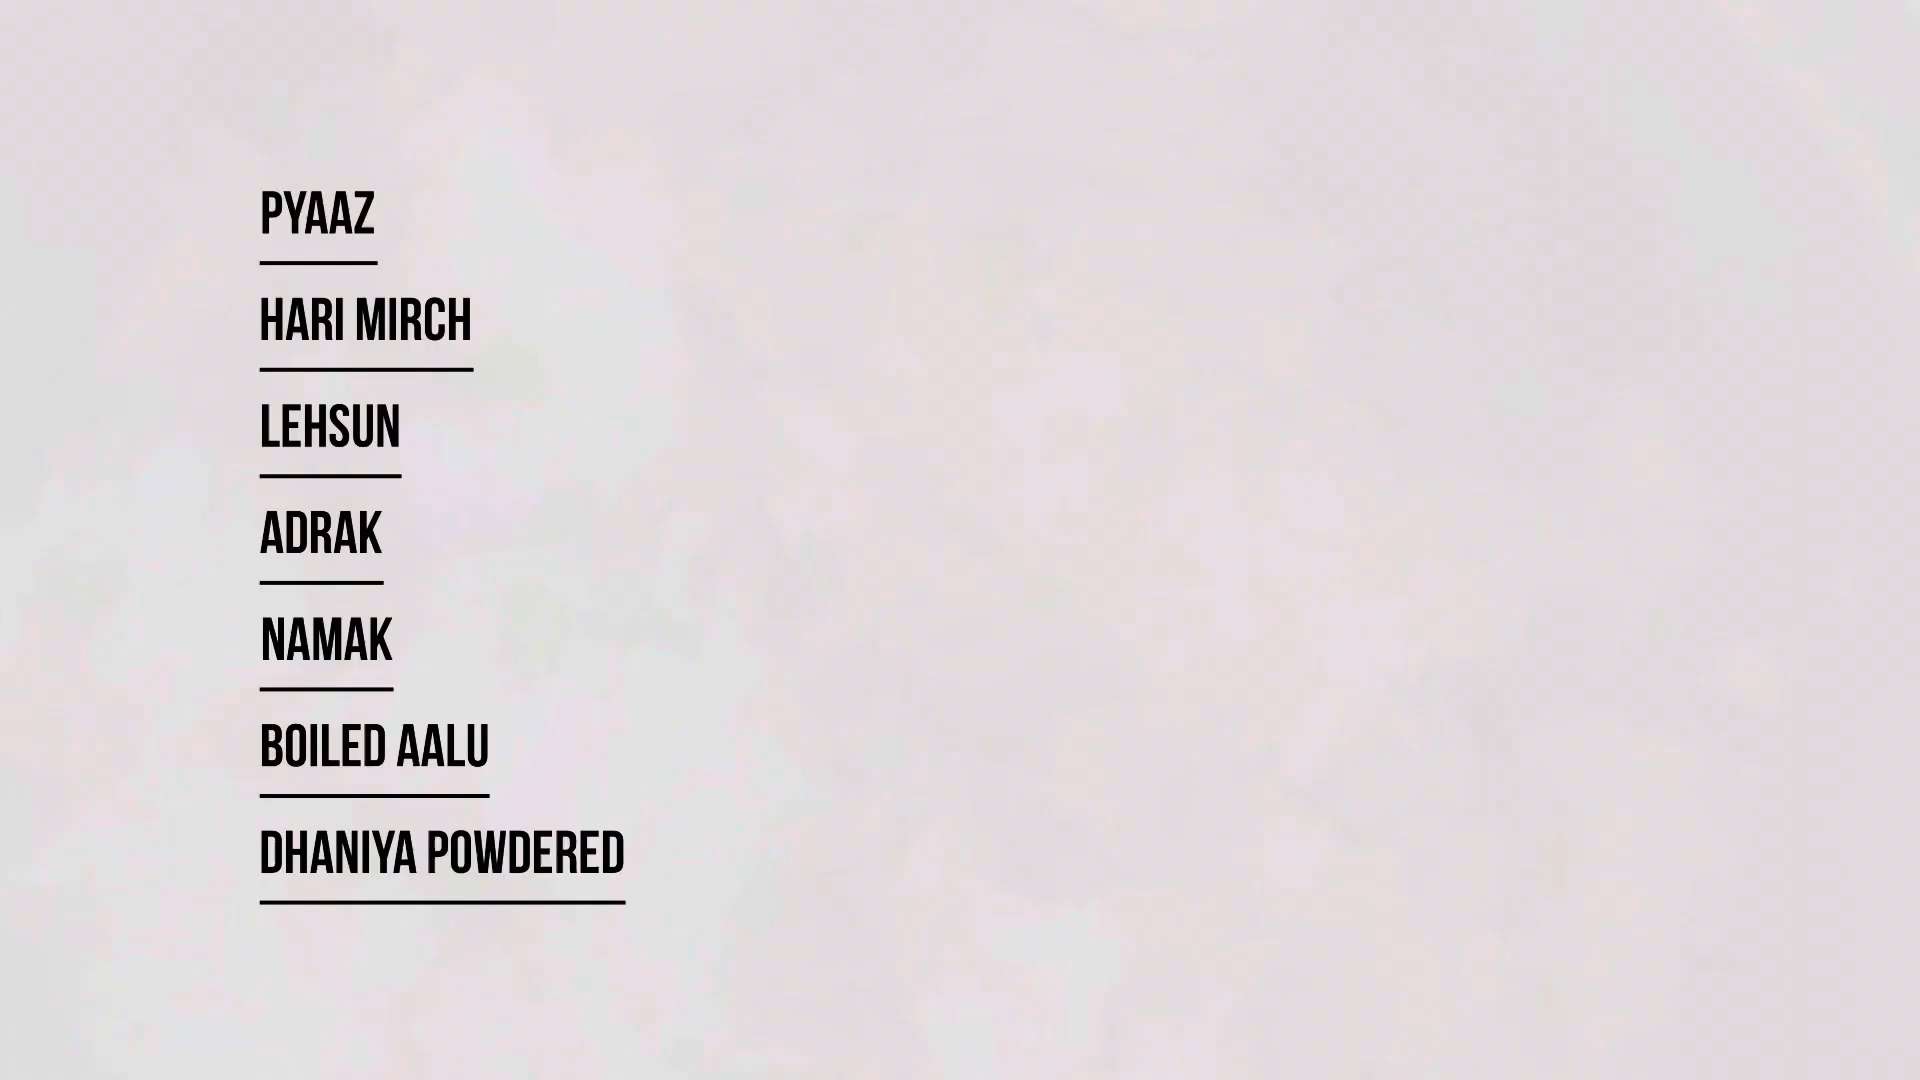 PYAAZ
HARI MIRCH
LEHSUN
ADRAK
NAMAK
BOILED AALU
DHANIYA POWDERED